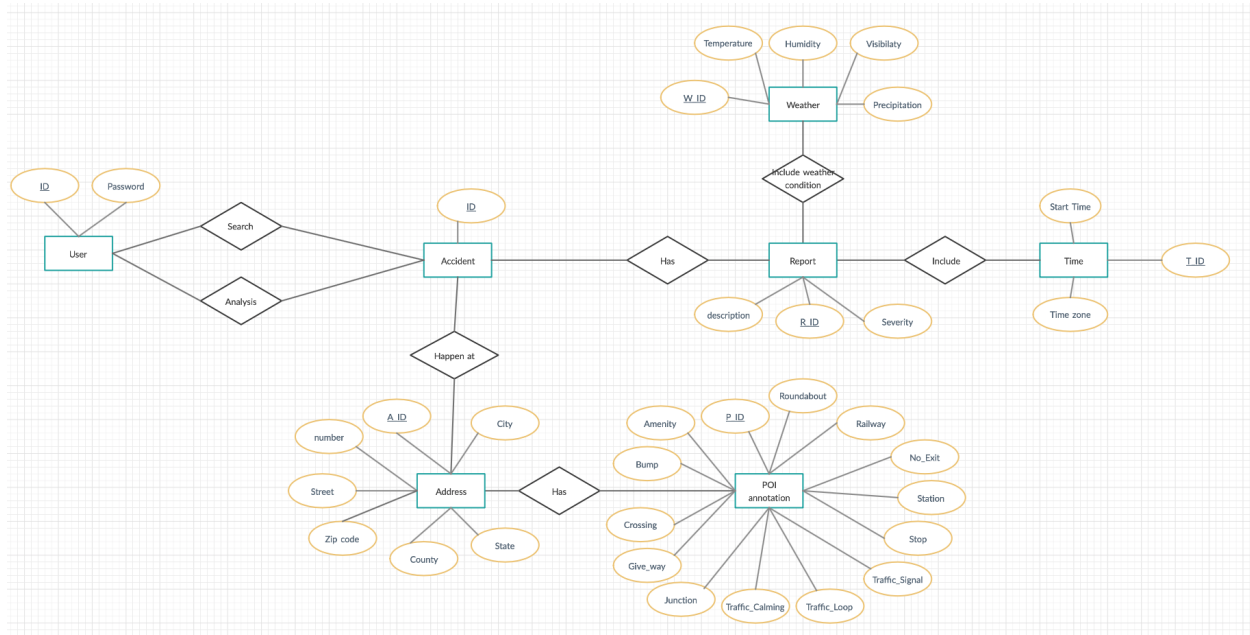 Temperature
Humidity
Visibilaty
W_ID
Weather
Precipitation
Include weather
condition
ID
Password
Search
User
Analysis
ID
Accident
Has
Report
Include
Start Time
Time
T_ID
Time zone
description
R_ID
Severity
Happen at
A_ID
City
number
Street
Address
Zip code
County
State
Has
Roundabout
P_ID
Amenity
Railway
Bump
No_Exit
POI
annotation
Station
Crossing
Stop
Give_way
Traffic_Signal
Junction
Traffic_Calming
Traffic_Loop